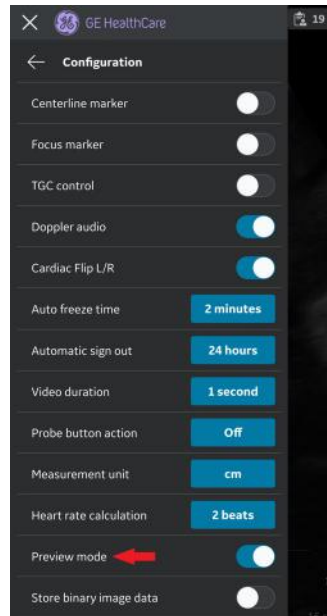 GE HealthCare
19
Configuration
Centerline marker
Focus marker
TGC control
Doppler audio
Cardiac Flip L/R
Auto freeze time 2 minutes
Automatic sign out 24 hours
Video duration 1 second
Probe button action Off
Measurement unit cm
Heart rate calculation 2 beats
Preview mode
Store binary image data